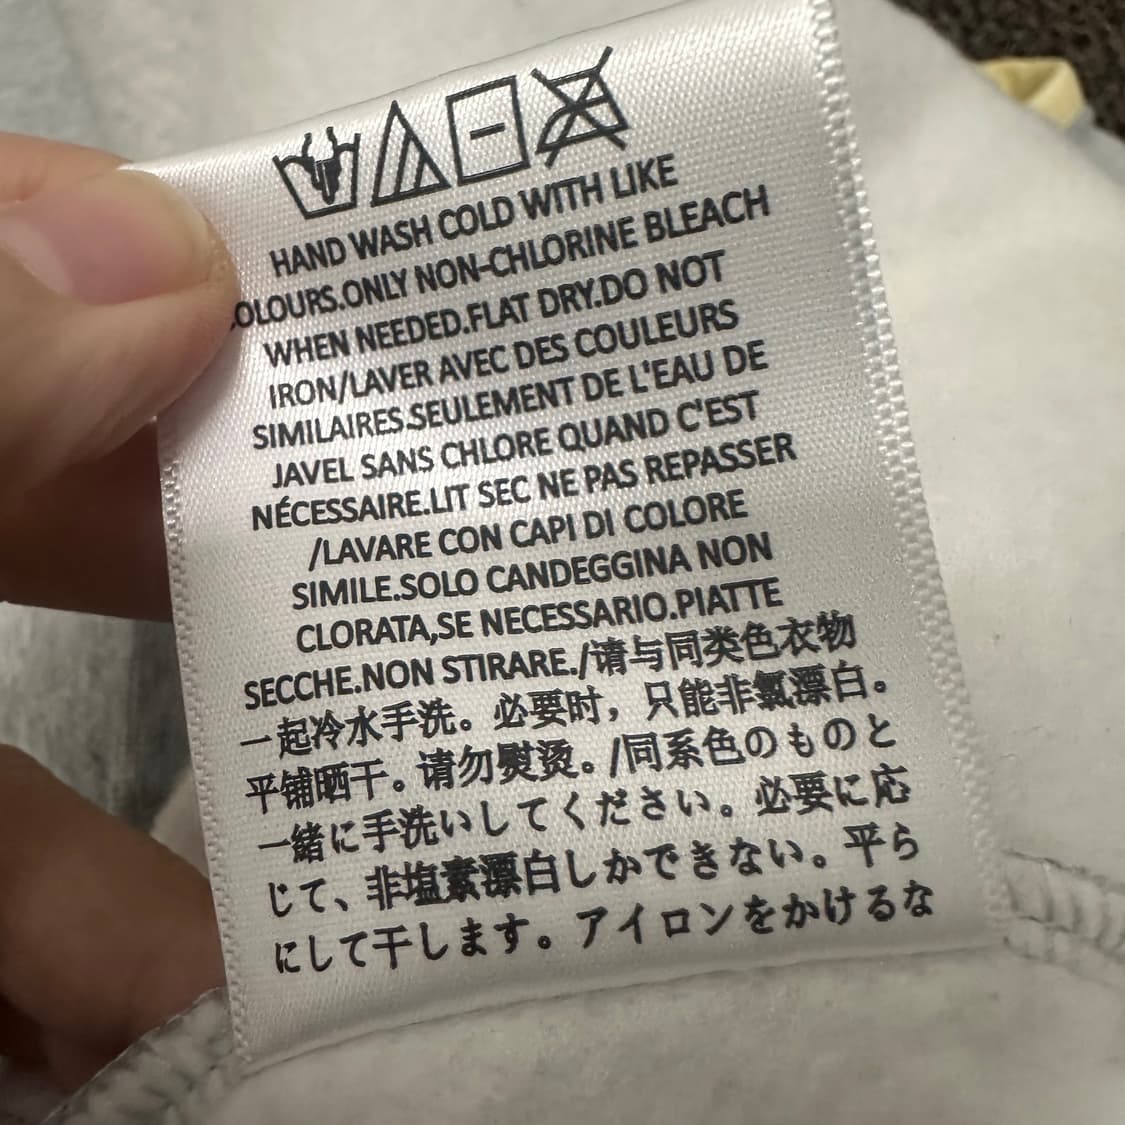 HAND WASH COLD WITH LIKE
COLOURS.ONLY NON-CHLORINE BLEACH
WHEN NEEDED.FLAT DRY.DO NOT
IRON/LAVER AVEC DES COULEURS
SIMILAIRES.SEULEMENT DE L'EAU DE
JAVEL SANS CHLORE QUAND C'EST
NÉCESSAIRE.LIT SEC NE PAS REPASSER
/LAVARE CON CAPI DI COLORE
SIMILE.SOLO CANDEGGINA NON
CLORATA,SE NECESSARIO.PIATTE
SECCHE.NON STIRARE./请与同类色衣物
一起冷水手洗。必要时，只能非氯漂白。
平铺晒干。请勿熨烫。/同系色のものと
一緒に手洗いしてください。必要に応
じて、非塩素漂白しかできない。平ら
にして干します。アイロンをかけるな